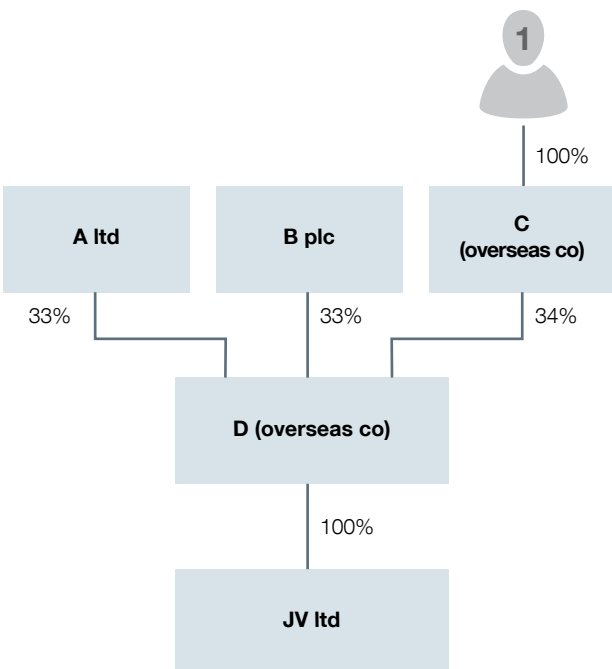 1
100%
A ltd
B plc
C
(overseas co)
33%
33%
34%
D (overseas co)
100%
JV ltd